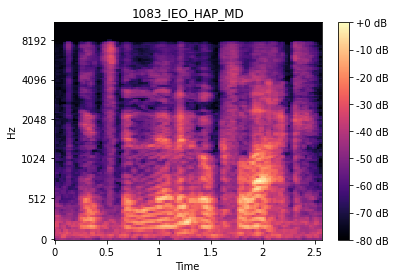 1083_IEO_HAP_MD
Hz
8192
4096
2048
1024
512
0
0 0.5 1 1.5 2 2.5
Time
+0 dB
-10 dB
-20 dB
-30 dB
-40 dB
-50 dB
-60 dB
-70 dB
-80 dB